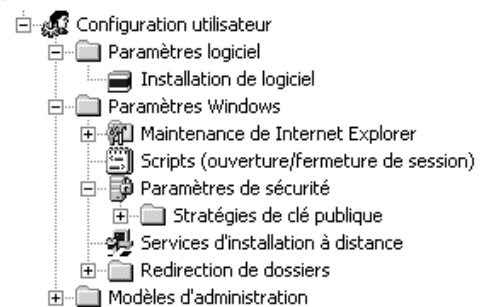 Configuration utilisateur
Paramètres logiciel
Installation de logiciel
Paramètres Windows
Maintenance de Internet Explorer
Scripts (ouverture/fermeture de session)
Paramètres de sécurité
Stratégies de clé publique
Services d'installation à distance
Redirection de dossiers
Modèles d'administration